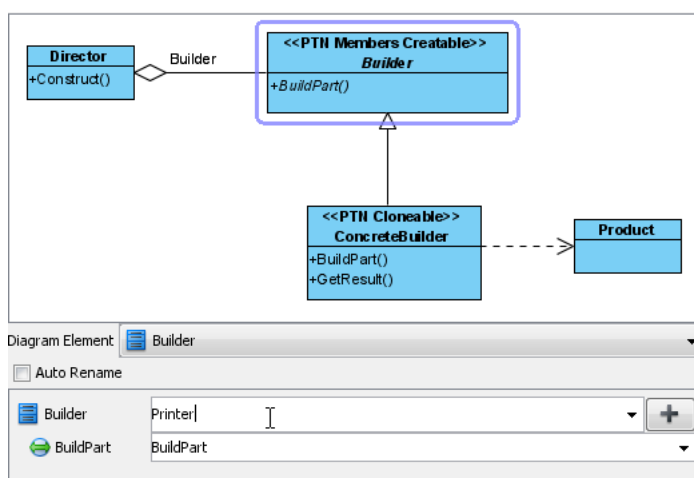 <<PTN Members Creatable>>
Director
Builder
Builder
+Construct()
+BuildPart()
<<PTN Cloneable>>
ConcreteBuilder
Product
+BuildPart()
+GetResult()
Diagram Element
Builder
Auto Rename
Builder
Printer
BuildPart
BuildPart